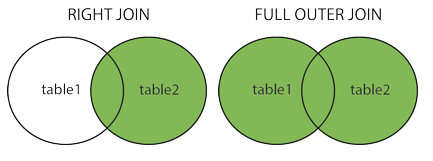 RIGHT JOIN
FULL OUTER JOIN
table1
table2
table1
table2